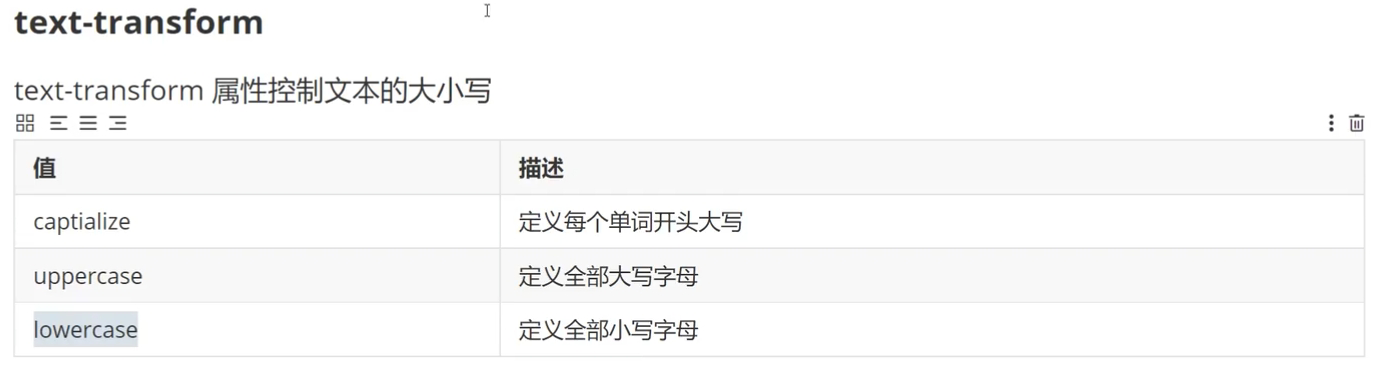 text-transform
text-transform 属性控制文本的大小写
值 描述
captialize 定义每个单词开头大写
uppercase 定义全部大写字母
lowercase 定义全部小写字母